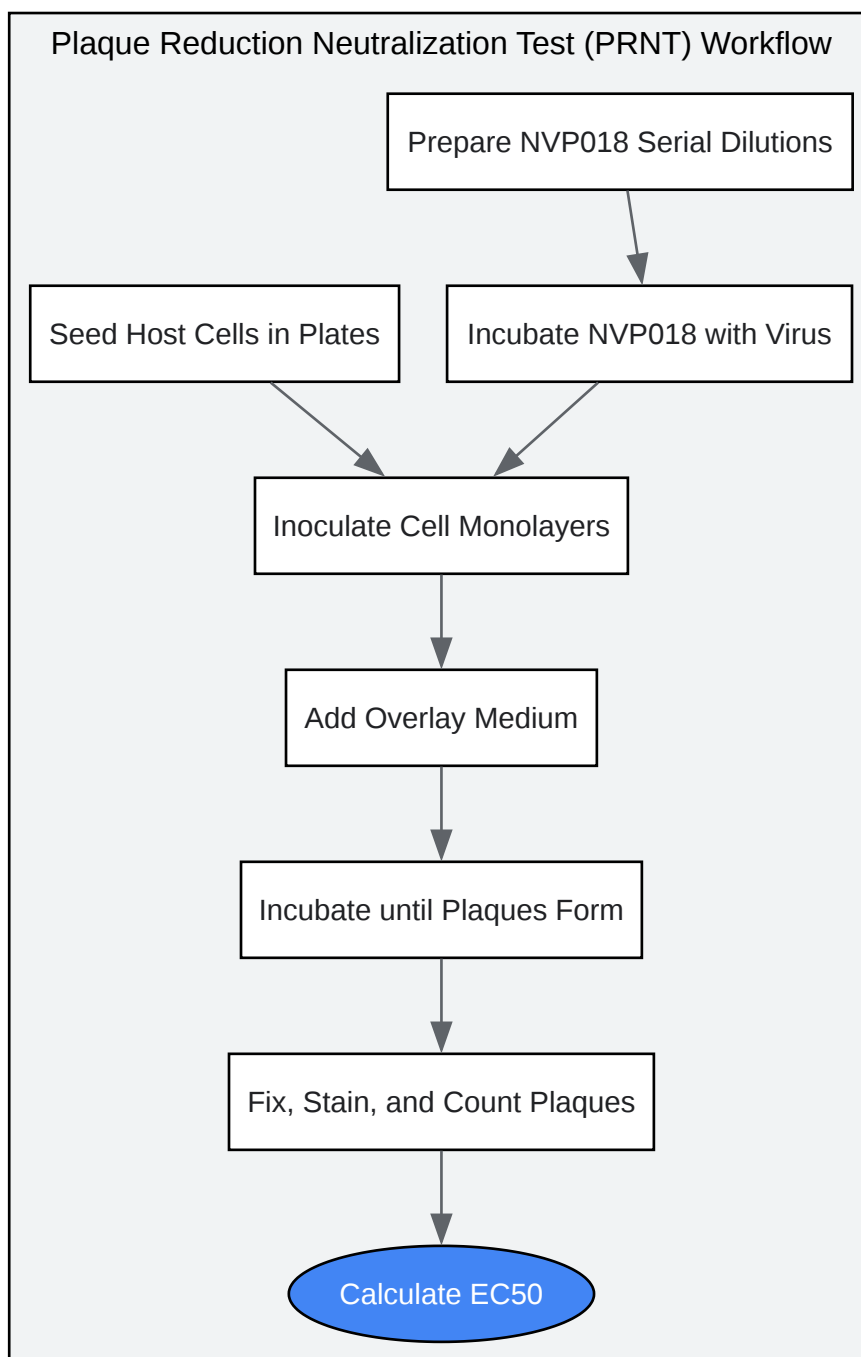 Plaque Reduction Neutralization Test (PRNT) Workflow
Prepare NVP018 Serial Dilutions
Seed Host Cells in Plates
Incubate NVP018 with Virus
Inoculate Cell Monolayers
Add Overlay Medium
Incubate until Plaques Form
Fix, Stain, and Count Plaques
Calculate EC50